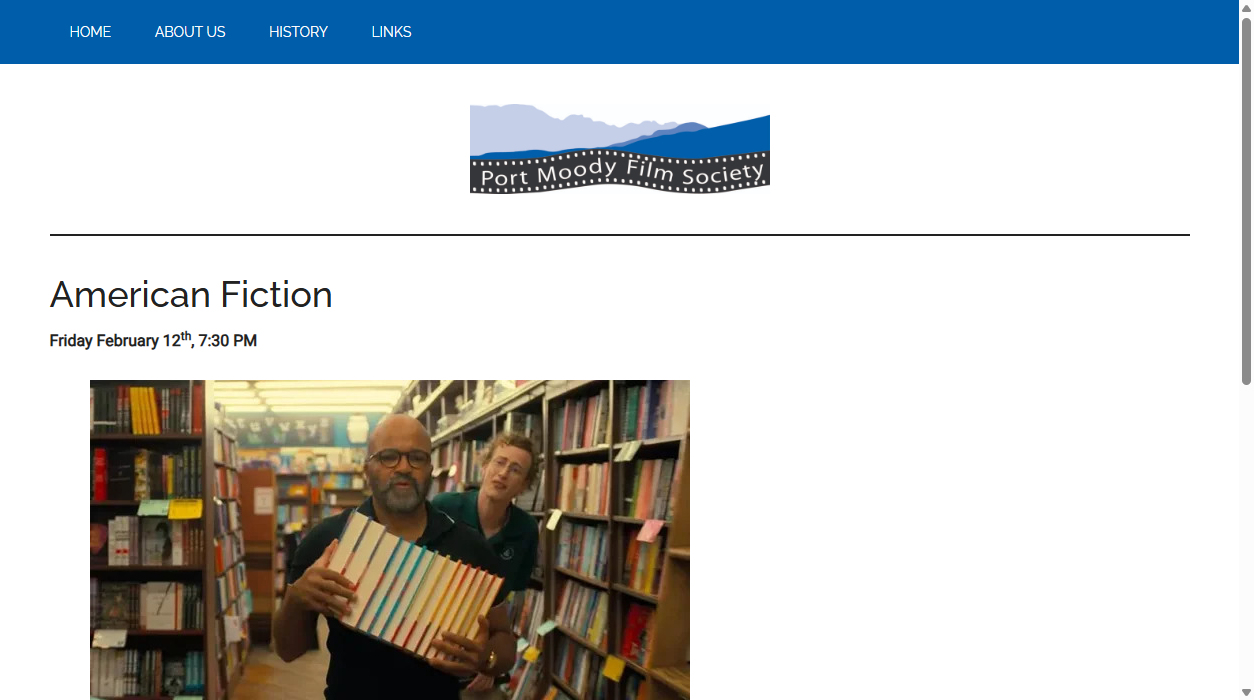 HOME ABOUT US HISTORY LINKS
Port Moody Film Society
American Fiction
Friday February 12th, 7:30 PM